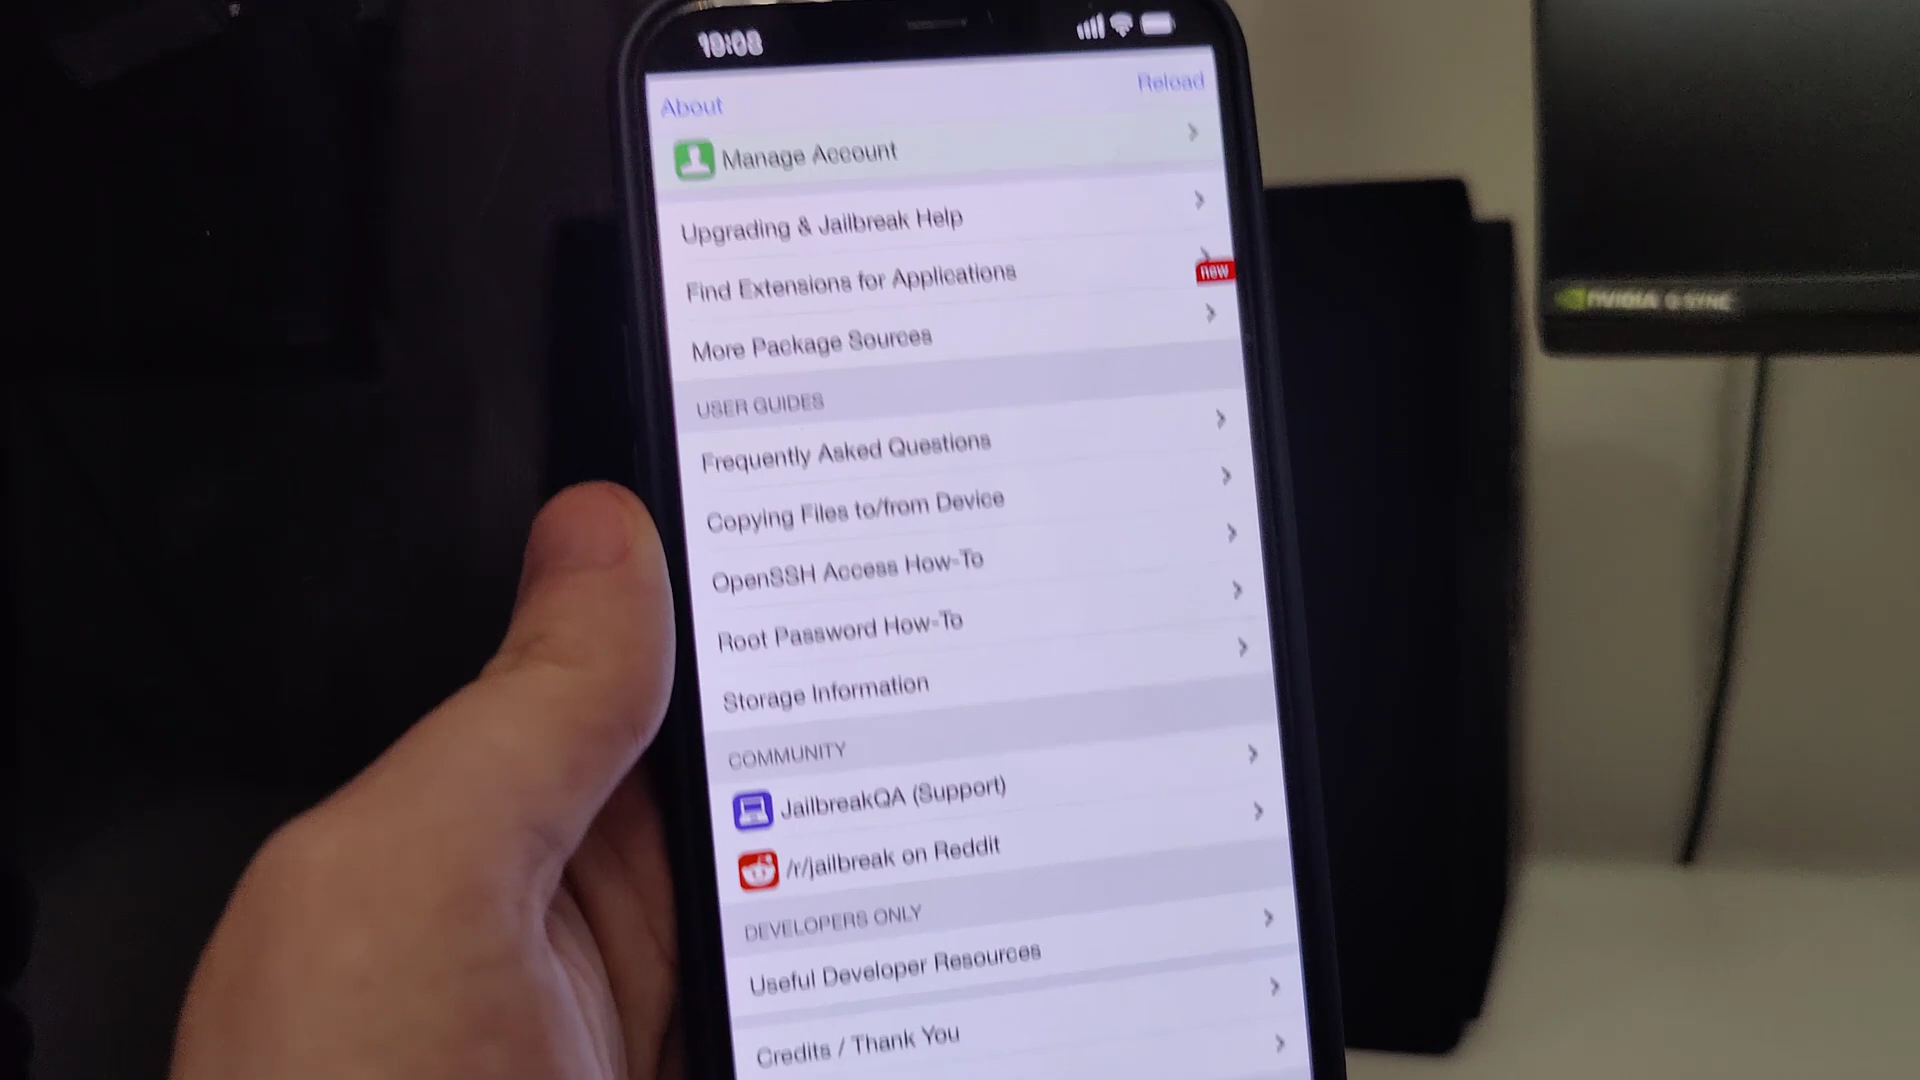 19:08
About
Reload
Manage Account
Upgrading & Jailbreak Help
Find Extensions for Applications
new
More Package Sources
USER GUIDES
Frequently Asked Questions
Copying Files to/from Device
OpenSSH Access How-To
Root Password How-To
Storage Information
COMMUNITY
JailbreakQA (Support)
/r/jailbreak on Reddit
DEVELOPERS ONLY
Useful Developer Resources
Credits / Thank You
NVIDIA G-SYNC